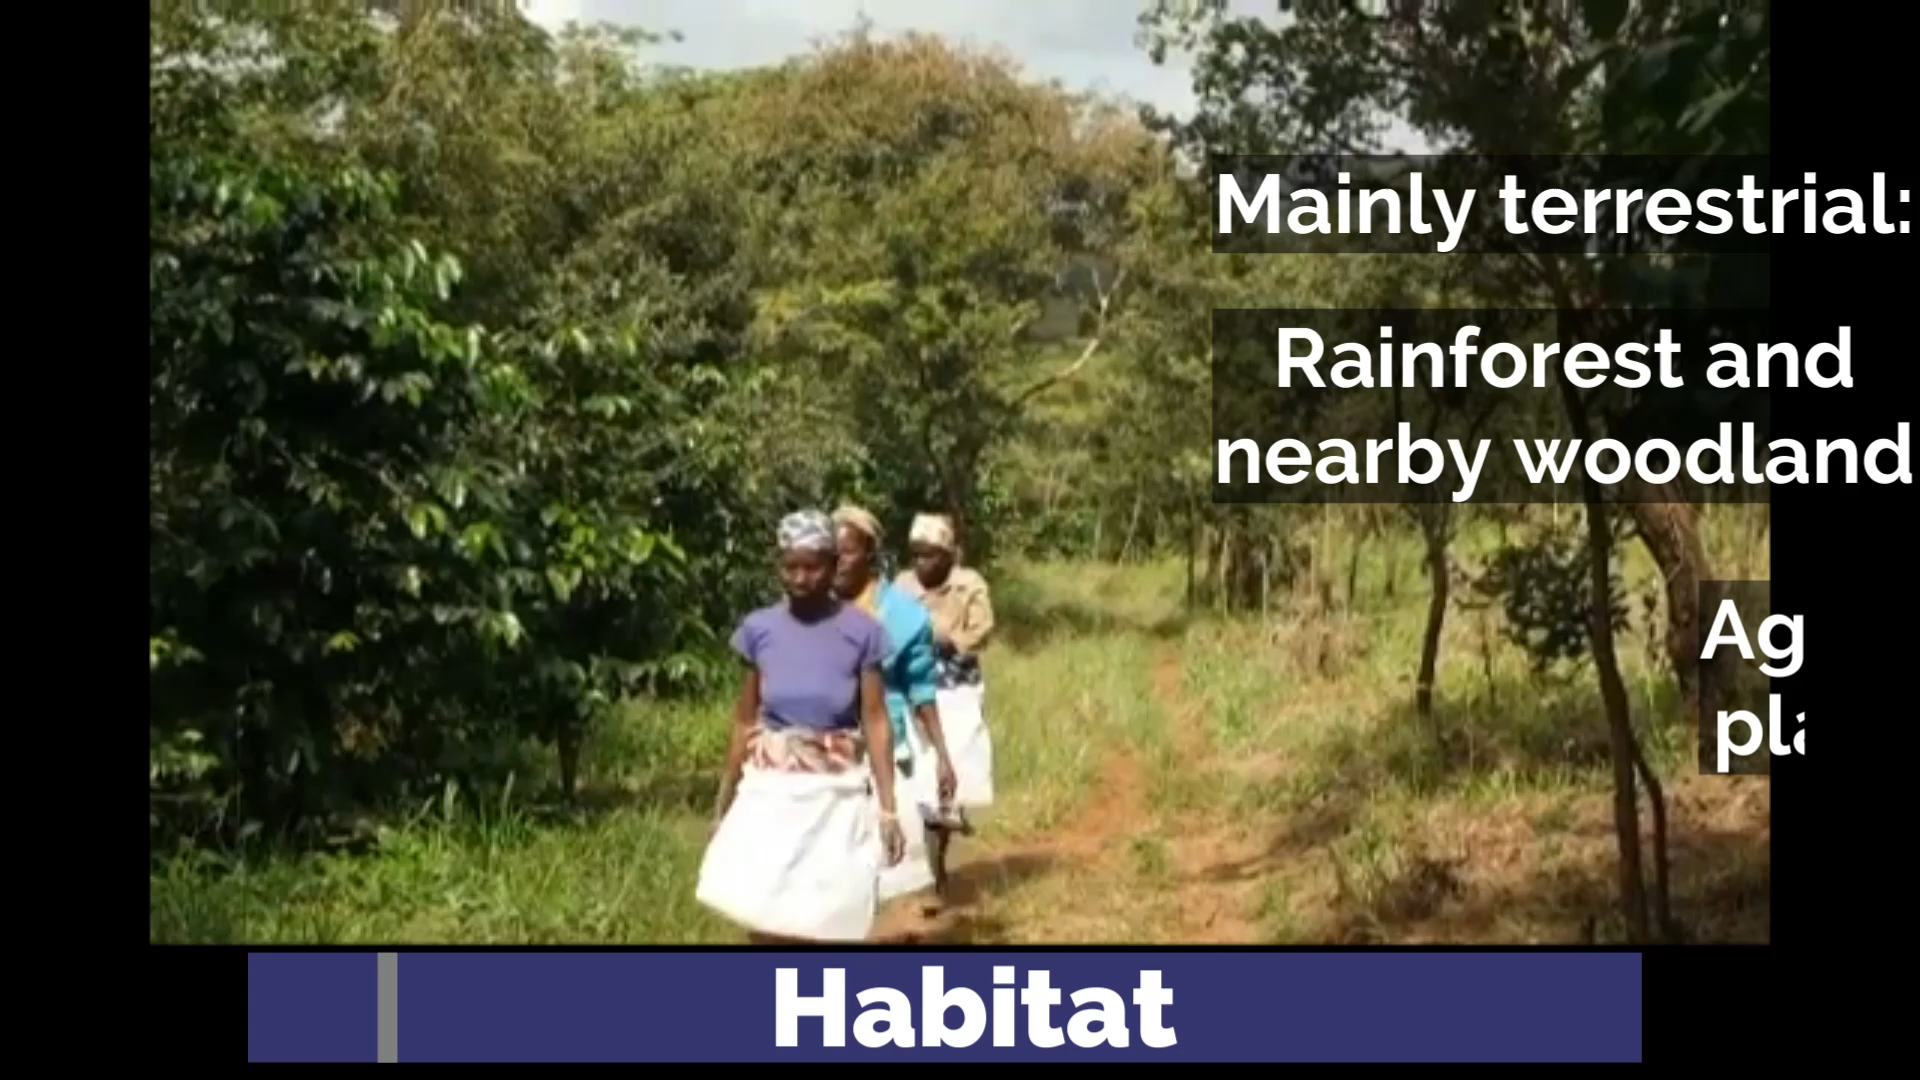 Mainly terrestrial:
Rainforest and
nearby woodland
Habitat